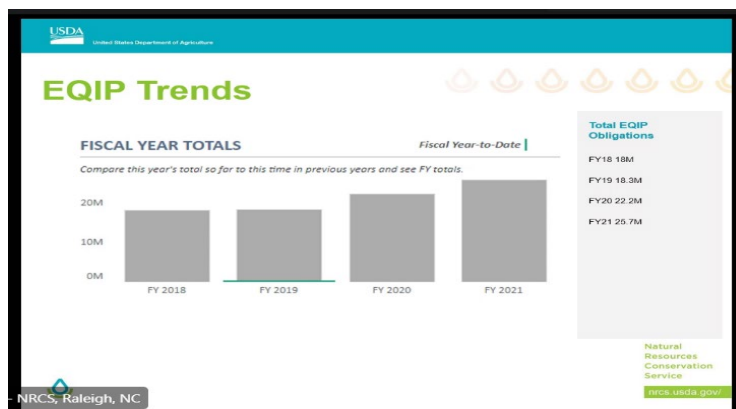 USDA
United States Department of Agriculture
EQIP Trends
FISCAL YEAR TOTALS
Fiscal Year-to-Date
Compare this year's total so far to this time in previous years and see FY totals.
20M
10M
0M
FY 2018
FY 2019
FY 2020
FY 2021
Total EQIP
Obligations
FY18 18M
FY19 18.3M
FY20 22.2M
FY21 25.7M
Natural
Resources
Conservation
Service
nrcs.usda.gov/
- NRCS, Raleigh, NC